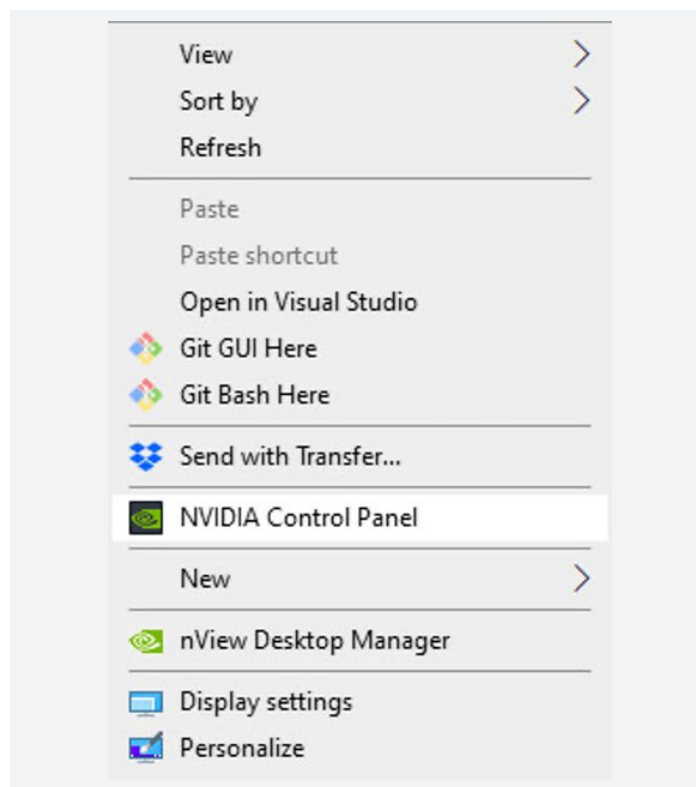 View
Sort by
Refresh
Paste
Paste shortcut
Open in Visual Studio
Git GUI Here
Git Bash Here
Send with Transfer...
NVIDIA Control Panel
New
nView Desktop Manager
Display settings
Personalize